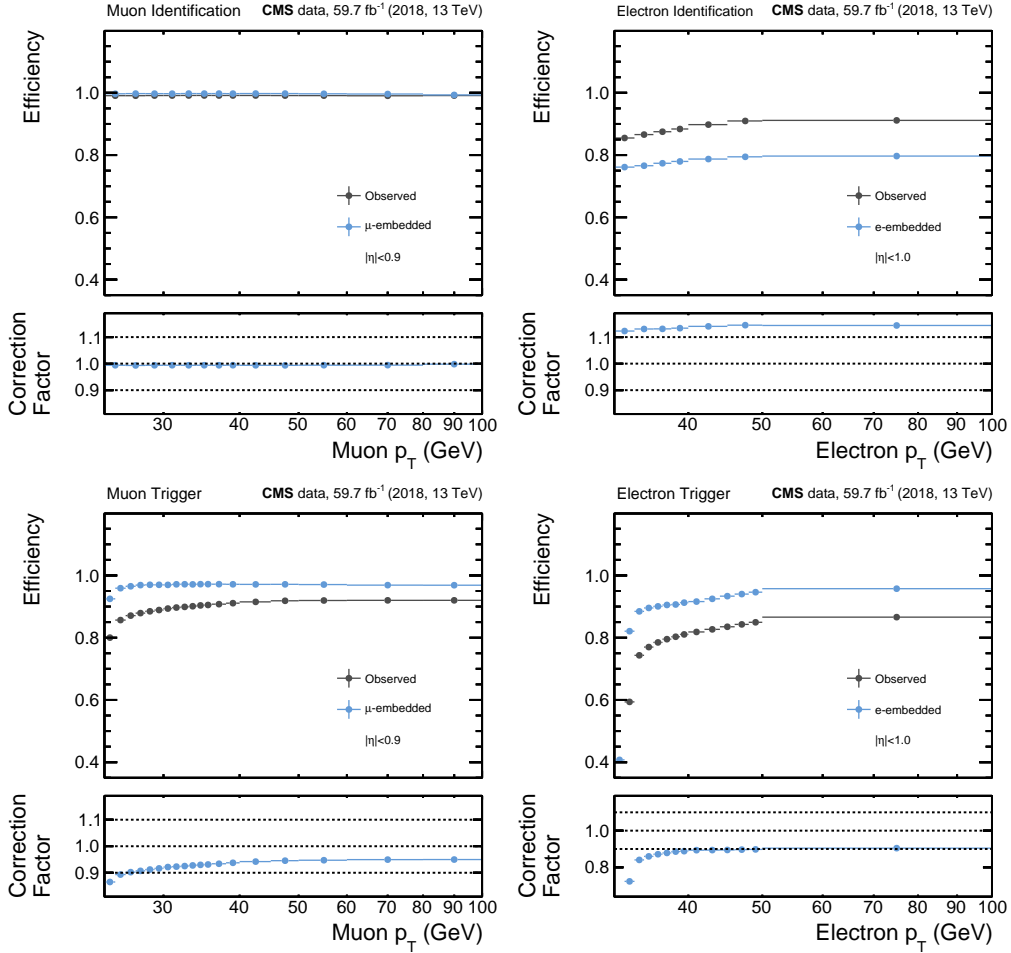 Muon Identification CMS data, 59.7 fb⁻¹ (2018, 13 TeV)
Efficiency
1.0
0.8
0.6
0.4
Observed
μ-embedded
|η|<0.9
Correction
Factor
1.1
1.0
0.9
30 40 50 60 70 80 90 100
Muon p_T (GeV)
Electron Identification CMS data, 59.7 fb⁻¹ (2018, 13 TeV)
Efficiency
1.0
0.8
0.6
0.4
Observed
e-embedded
|η|<1.0
Correction
Factor
1.1
1.0
0.9
40 50 60 70 80 90 100
Electron p_T (GeV)
Muon Trigger CMS data, 59.7 fb⁻¹ (2018, 13 TeV)
Efficiency
1.0
0.8
0.6
0.4
Observed
μ-embedded
|η|<0.9
Correction
Factor
1.1
1.0
0.9
30 40 50 60 70 80 90 100
Muon p_T (GeV)
Electron Trigger CMS data, 59.7 fb⁻¹ (2018, 13 TeV)
Efficiency
1.0
0.8
0.6
0.4
Observed
e-embedded
|η|<1.0
Correction
Factor
1.0
0.8
40 50 60 70 80 90 100
Electron p_T (GeV)